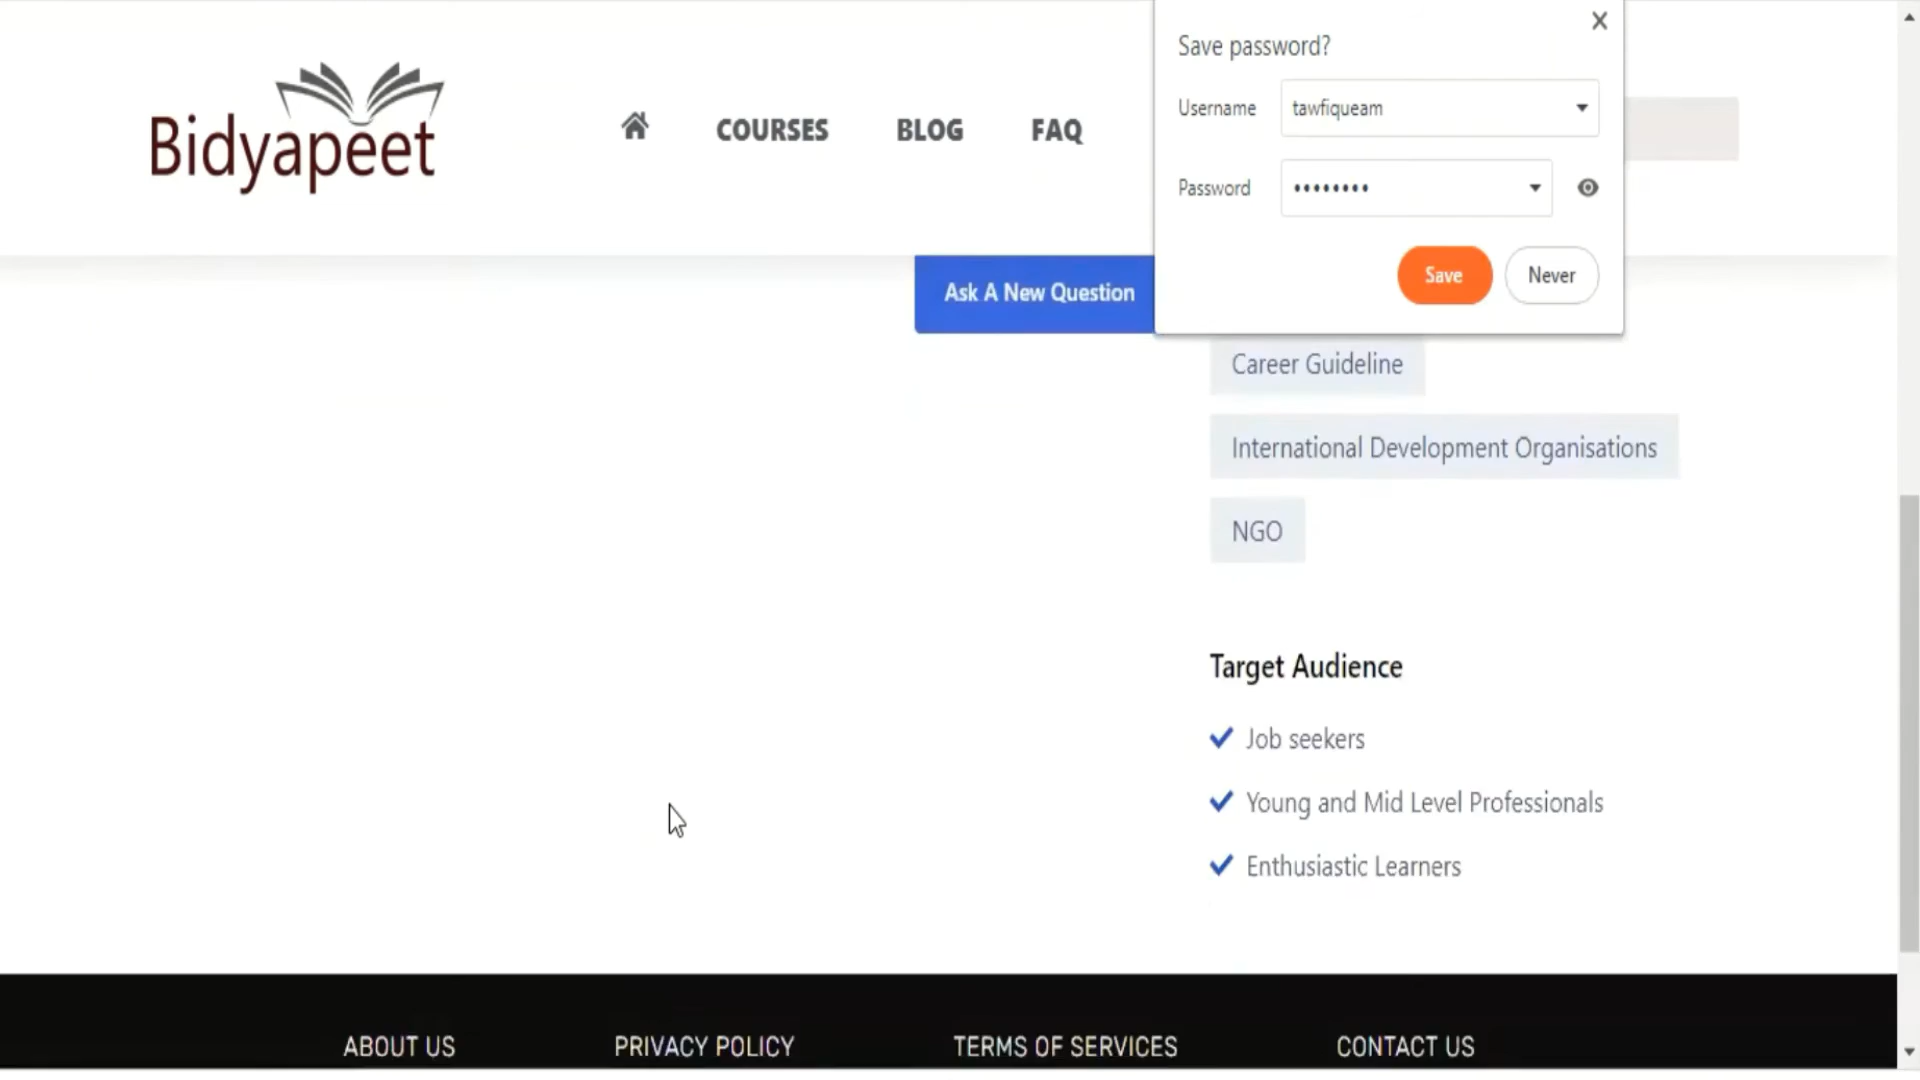 Bidyapeet
COURSES
BLOG
FAQ
Save password?
Username
tawfiqueam
Password
••••••••
Save
Never
Ask A New Question
Career Guideline
International Development Organisations
NGO
Target Audience
Job seekers
Young and Mid Level Professionals
Enthusiastic Learners
ABOUT US
PRIVACY POLICY
TERMS OF SERVICES
CONTACT US